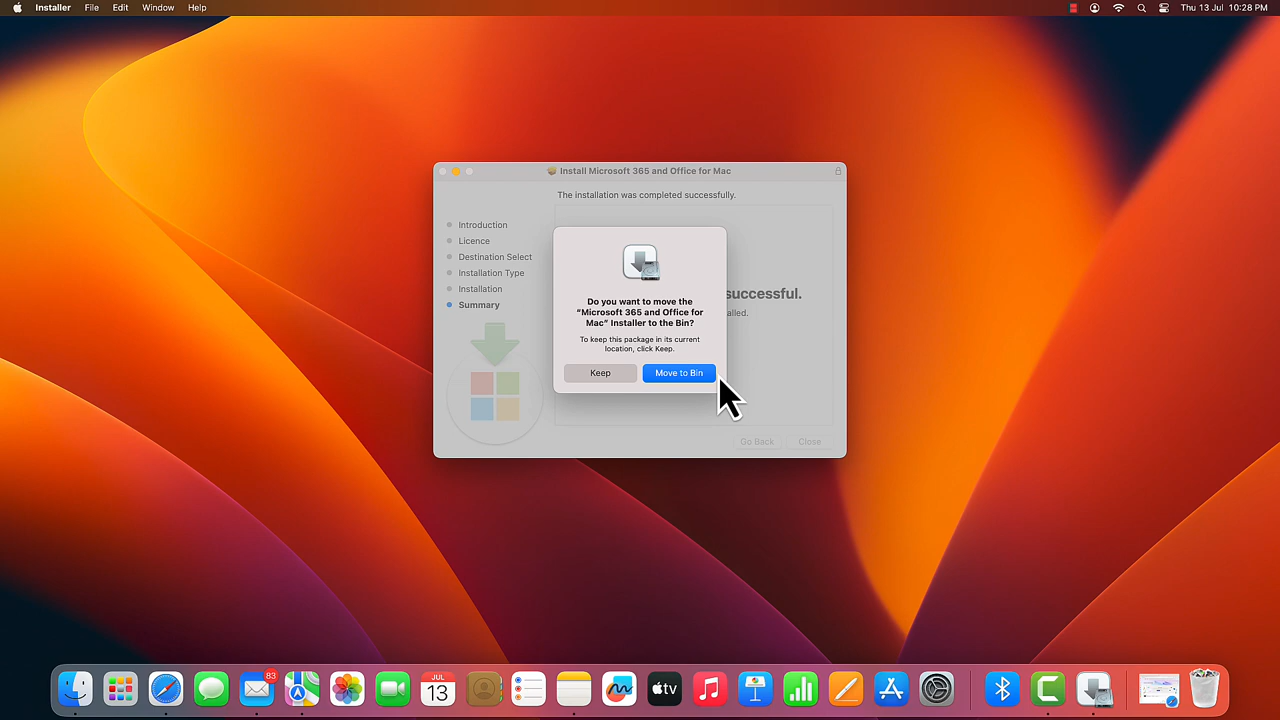 Installer File Edit Window Help
Thu 13 Jul 10:28 PM
Install Microsoft 365 and Office for Mac
The installation was completed successfully.
Introduction
Licence
Destination Select
Installation Type
Installation
Summary
successful.
alled.
Do you want to move the
“Microsoft 365 and Office for
Mac” Installer to the Bin?
To keep this package in its current
location, click Keep.
Keep
Move to Bin
Go Back
Close
83
JUL
13
tv